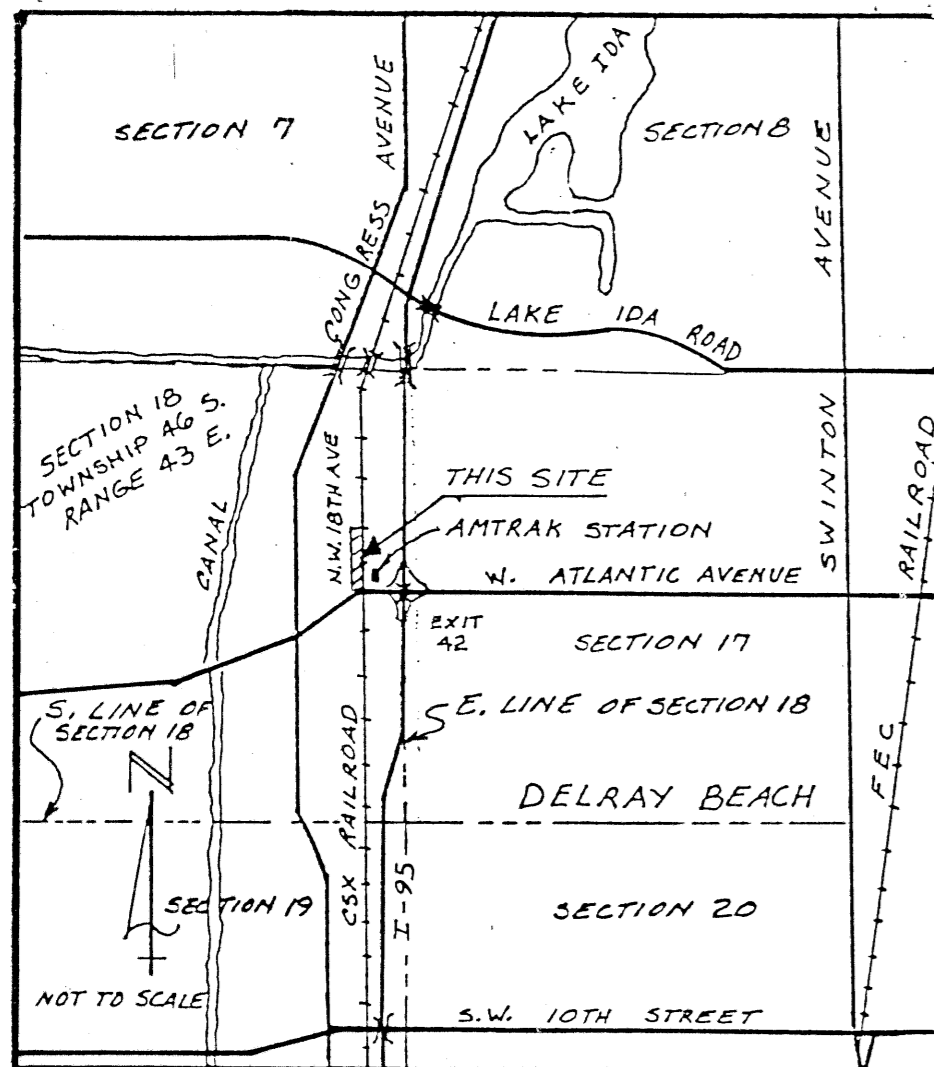 SECTION 7
CONGRESS AVENUE
LAKE IDA
SECTION 8
AVENUE
LAKE IDA ROAD
SECTION 18
TOWNSHIP 46 S.
RANGE 43 E.
CANAL
N.W. 18TH AVE
THIS SITE
AMTRAK STATION
W. ATLANTIC AVENUE
SWINTON
RAILROAD
EXIT
42
SECTION 17
S. LINE OF
SECTION 18
E. LINE OF SECTION 18
N
CSX RAILROAD
DELRAY BEACH
FEC
I-95
SECTION 19
SECTION 20
NOT TO SCALE
S.W. 10TH STREET